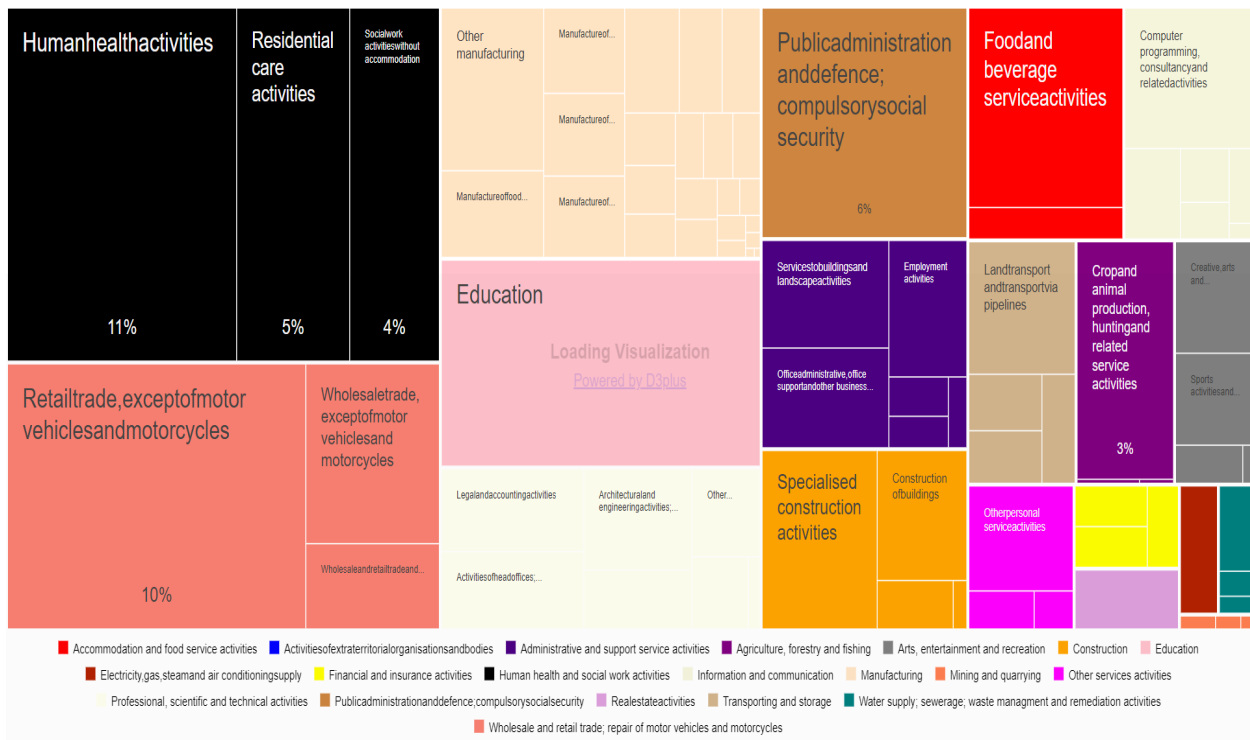 Humanhealthactivities
11%
Residential
care
activities
5%
Socialwork
activitieswithout
accommodation
4%
Retailtrade,exceptofmotor
vehiclesandmotorcycles
10%
Wholesaletrade,
exceptofmotor
vehiclesand
motorcycles
Wholesaleandretailtradeand...
Other
manufacturing
Manufactureoffood...
Manufactureof...
Manufactureof...
Manufactureof...
Education
Loading Visualization
Powered by D3plus
Legalandaccountingactivities
Architecturaland
engineeringactivities;...
Other...
Activitiesofheadoffices;...
Publicadministration
anddefence;
compulsorysocial
security
6%
Servicestobuildingsand
landscapeactivities
Employment
activities
Officeadministrative,office
supportandother business...
Specialised
construction
activities
Construction
ofbuildings
Foodand
beverage
serviceactivities
Computer
programming,
consultancyand
relatedactivities
Landtransport
andtransportvia
pipelines
Cropand
animal
production,
huntingand
related
service
activities
3%
Creative,arts
and...
Sports
activitiesand...
Otherpersonal
serviceactivities
Accommodation and food service activities
Activitiesofextraterritorialorganisationsandbodies
Administrative and support service activities
Agriculture, forestry and fishing
Arts, entertainment and recreation
Construction
Education
Electricity,gas,steamand air conditioningsupply
Financial and insurance activities
Human health and social work activities
Information and communication
Manufacturing
Mining and quarrying
Other services activities
Professional, scientific and technical activities
Publicadministrationanddefence;compulsorysocialsecurity
Realestateactivities
Transporting and storage
Water supply; sewerage; waste managment and remediation activities
Wholesale and retail trade; repair of motor vehicles and motorcycles